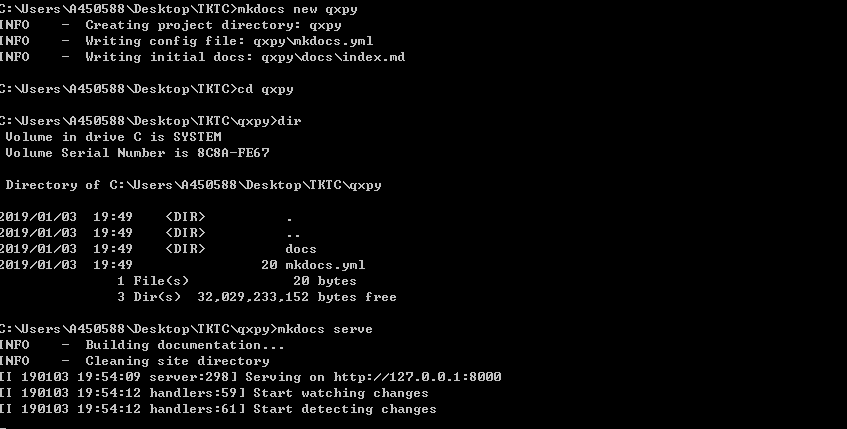 C:\Users\A450588\Desktop\TKTC>mkdocs new qxpy
INFO    -  Creating project directory: qxpy
INFO    -  Writing config file: qxpy\mkdocs.yml
INFO    -  Writing initial docs: qxpy\docs\index.md
C:\Users\A450588\Desktop\TKTC>cd qxpy
C:\Users\A450588\Desktop\TKTC\qxpy>dir
 Volume in drive C is SYSTEM
 Volume Serial Number is 8C8A-FE67
 Directory of C:\Users\A450588\Desktop\TKTC\qxpy
2019/01/03  19:49    <DIR>          .
2019/01/03  19:49    <DIR>          ..
2019/01/03  19:49    <DIR>          docs
2019/01/03  19:49                20 mkdocs.yml
               1 File(s)             20 bytes
               3 Dir(s)  32,029,233,152 bytes free
C:\Users\A450588\Desktop\TKTC\qxpy>mkdocs serve
INFO    -  Building documentation...
INFO    -  Cleaning site directory
[I 190103 19:54:09 server:298] Serving on http://127.0.0.1:8000
[I 190103 19:54:12 handlers:59] Start watching changes
[I 190103 19:54:12 handlers:61] Start detecting changes